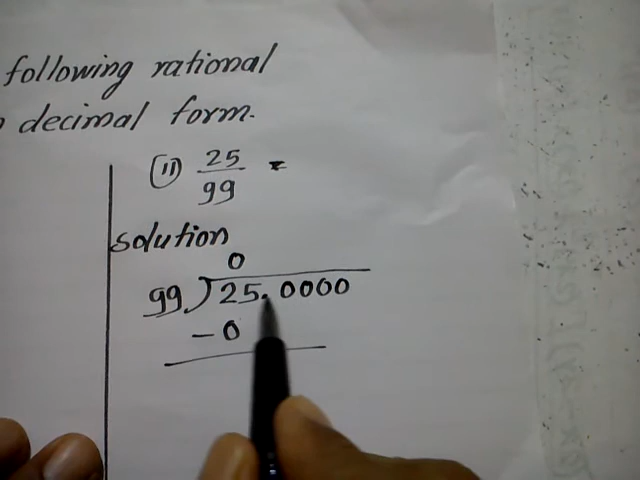 following rational
decimal form.
(ii) 25/99 =
solution
0
99 ) 25.0000
- 0